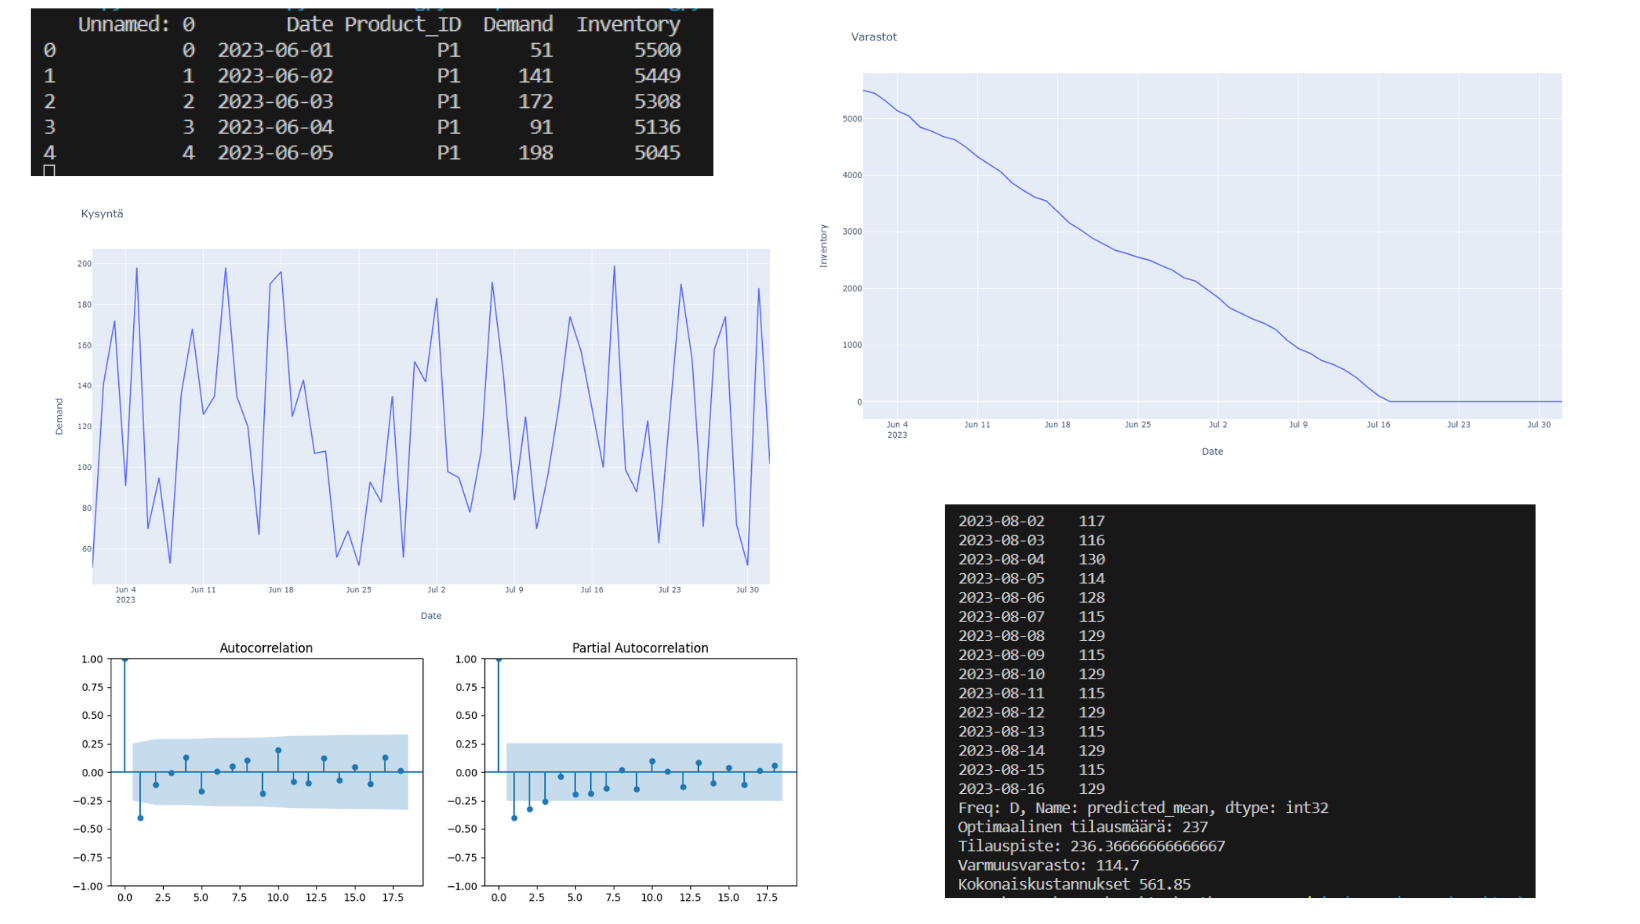 Unnamed: 0 Date Product_ID Demand Inventory
0 0 2023-06-01 P1 51 5500
1 1 2023-06-02 P1 141 5449
2 2 2023-06-03 P1 172 5308
3 3 2023-06-04 P1 91 5136
4 4 2023-06-05 P1 198 5045
Kysyntä
200
180
160
140
120
100
80
60
Demand
Jun 4 Jun 11 Jun 18 Jun 25 Jul 2 Jul 9 Jul 16 Jul 23 Jul 30
2023
Date
Autocorrelation
1.00
0.75
0.50
0.25
0.00
−0.25
−0.50
−0.75
−1.00
0.0 2.5 5.0 7.5 10.0 12.5 15.0 17.5
Partial Autocorrelation
1.00
0.75
0.50
0.25
0.00
−0.25
−0.50
−0.75
−1.00
0.0 2.5 5.0 7.5 10.0 12.5 15.0 17.5
Varastot
5000
4000
3000
2000
1000
0
Inventory
Jun 4 Jun 11 Jun 18 Jun 25 Jul 2 Jul 9 Jul 16 Jul 23 Jul 30
2023
Date
2023-08-02 117
2023-08-03 116
2023-08-04 130
2023-08-05 114
2023-08-06 128
2023-08-07 115
2023-08-08 129
2023-08-09 115
2023-08-10 129
2023-08-11 115
2023-08-12 129
2023-08-13 115
2023-08-14 129
2023-08-15 115
2023-08-16 129
Freq: D, Name: predicted_mean, dtype: int32
Optimaalinen tilausmäärä: 237
Tilauspiste: 236.36666666666667
Varmuusvarasto: 114.7
Kokonaiskustannukset 561.85